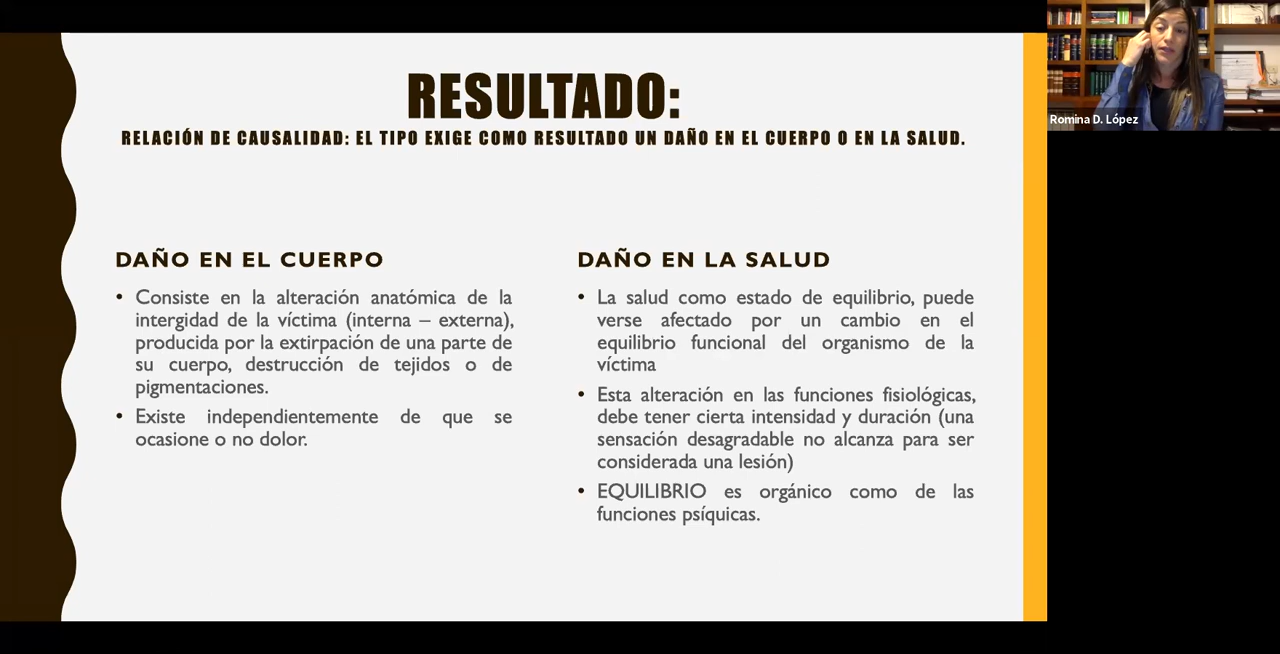 RESULTADO:
RELACIÓN DE CAUSALIDAD: EL TIPO EXIGE COMO RESULTADO UN DAÑO EN EL CUERPO O EN LA SALUD.
DAÑO EN EL CUERPO
• Consiste en la alteración anatómica de la
intergidad de la víctima (interna – externa),
producida por la extirpación de una parte de
su cuerpo, destrucción de tejidos o de
pigmentaciones.
• Existe independientemente de que se
ocasione o no dolor.
DAÑO EN LA SALUD
• La salud como estado de equilibrio, puede
verse afectado por un cambio en el
equilibrio funcional del organismo de la
víctima
• Esta alteración en las funciones fisiológicas,
debe tener cierta intensidad y duración (una
sensación desagradable no alcanza para ser
considerada una lesión)
• EQUILIBRIO es orgánico como de las
funciones psíquicas.
Romina D. López